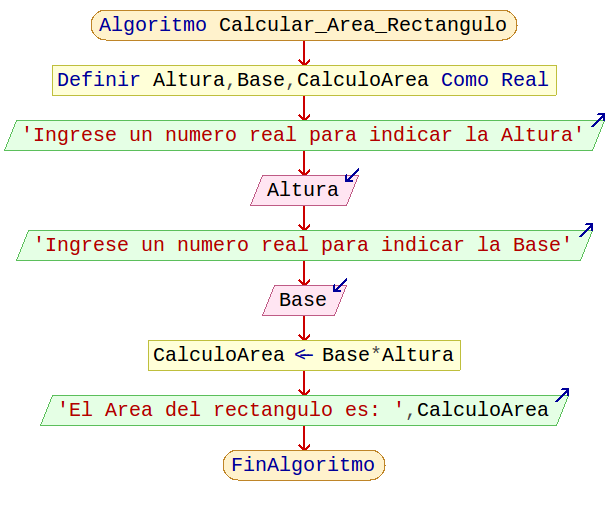 Algoritmo Calcular_Area_Rectangulo
Definir Altura,Base,CalculoArea Como Real
'Ingrese un numero real para indicar la Altura'
Altura
'Ingrese un numero real para indicar la Base'
Base
CalculoArea ← Base*Altura
'El Area del rectangulo es: ',CalculoArea
FinAlgoritmo